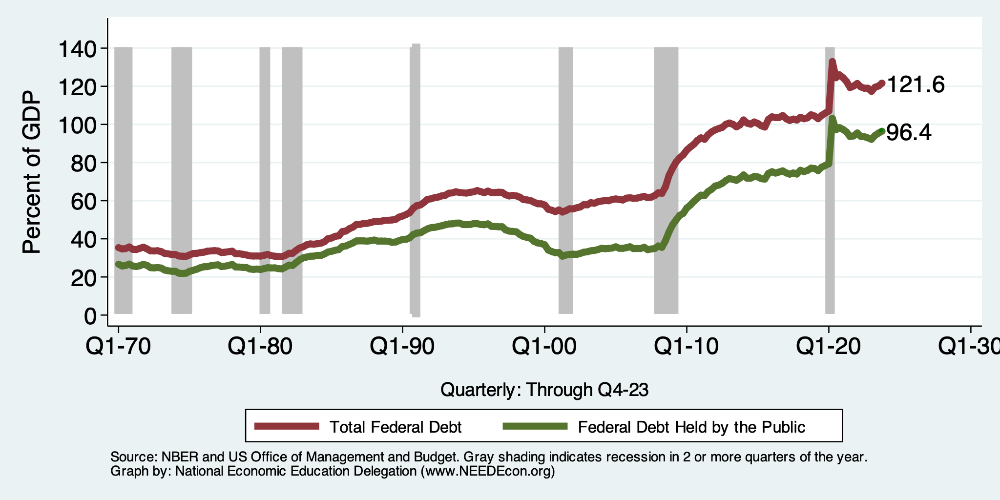 Percent of GDP
140
120
100
80
60
40
20
0
121.6
96.4
Q1-70 Q1-80 Q1-90 Q1-00 Q1-10 Q1-20 Q1-30
Quarterly: Through Q4-23
Total Federal Debt Federal Debt Held by the Public
Source: NBER and US Office of Management and Budget. Gray shading indicates recession in 2 or more quarters of the year.
Graph by: National Economic Education Delegation (www.NEEDEcon.org)